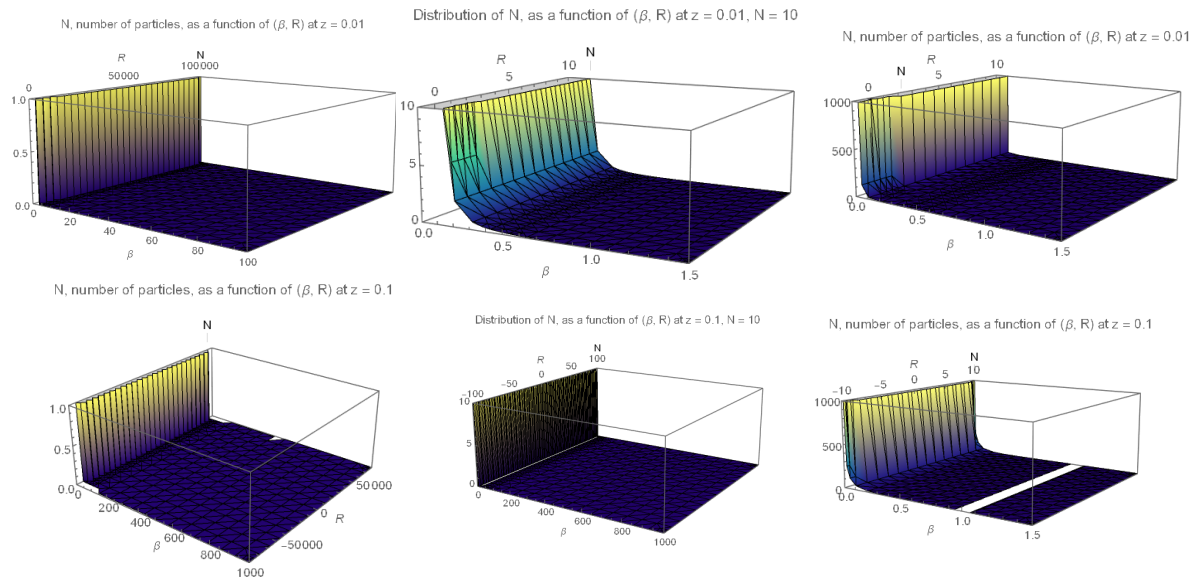 N, number of particles, as a function of (β, R) at z = 0.01
R
N
0
50000
100000
1.0
0.5
0.0
0
20
40
60
80
100
β
Distribution of N, as a function of (β, R) at z = 0.01, N = 10
N
R
0
5
10
10
5
0
0.0
0.5
1.0
1.5
β
N, number of particles, as a function of (β, R) at z = 0.01
R
N
0
5
10
1000
500
0
0.0
0.5
1.0
1.5
β
N, number of particles, as a function of (β, R) at z = 0.1
N
1.0
0.5
0.0
0
200
400
600
800
1000
β
50000
0
R
−50000
Distribution of N, as a function of (β, R) at z = 0.1, N = 10
N
R
−100
−50
0
50
100
10
5
0
0
200
400
600
800
1000
β
N, number of particles, as a function of (β, R) at z = 0.1
N
R
−10
−5
0
5
10
1000
500
0
0.0
0.5
1.0
1.5
β